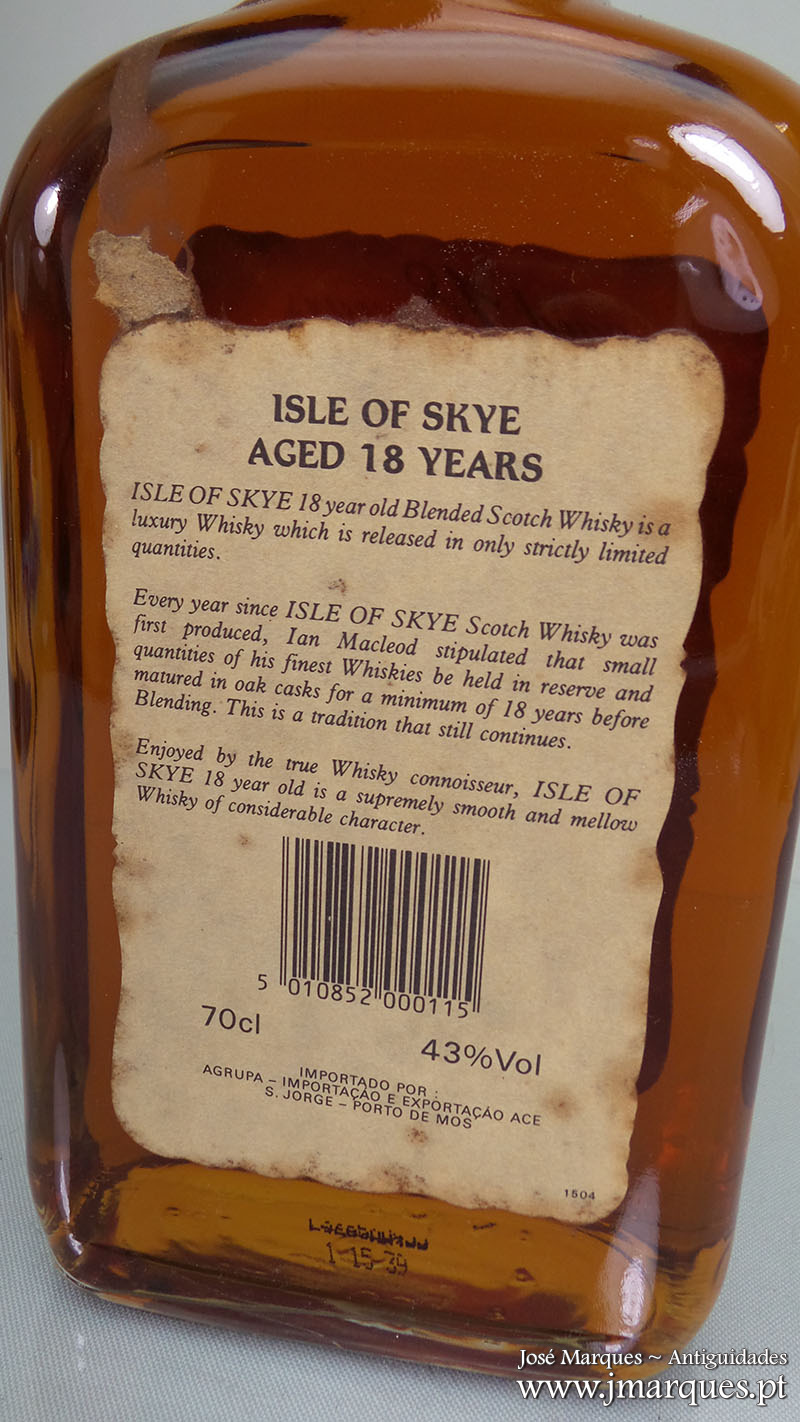 ISLE OF SKYE
AGED 18 YEARS
ISLE OF SKYE 18 year old Blended Scotch Whisky is a
luxury Whisky which is released in only strictly limited
quantities.
Every year since ISLE OF SKYE Scotch Whisky was
first produced, Ian Macleod stipulated that small
quantities of his finest Whiskies be held in reserve and
matured in oak casks for a minimum of 18 years before
Blending. This is a tradition that still continues.
Enjoyed by the true Whisky connoisseur, ISLE OF
SKYE 18 year old is a supremely smooth and mellow
Whisky of considerable character.
5 010852 000115
70cl
43%Vol
IMPORTADO POR :
AGRUPA – IMPORTAÇÃO E EXPORTAÇÃO ACE
S. JORGE – PORTO DE MOS
1504
1-15-39
José Marques ~ Antiguidades
www.jmarques.pt